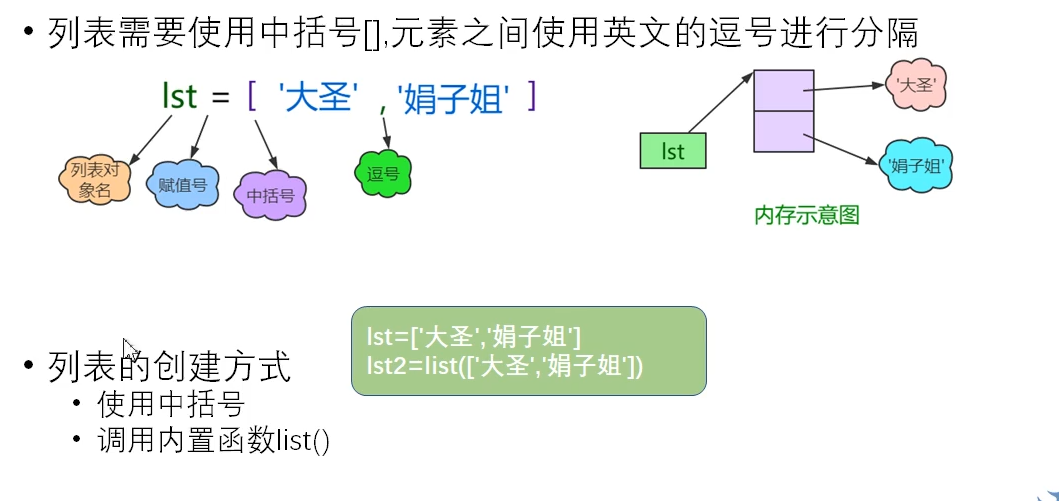 • 列表需要使用中括号[],元素之间使用英文的逗号进行分隔
lst = [ '大圣' , '娟子姐' ]
列表对
象名
赋值号
中括号
逗号
lst
'大圣'
'娟子姐'
内存示意图
lst=['大圣','娟子姐']
lst2=list(['大圣','娟子姐'])
• 列表的创建方式
• 使用中括号
• 调用内置函数list()